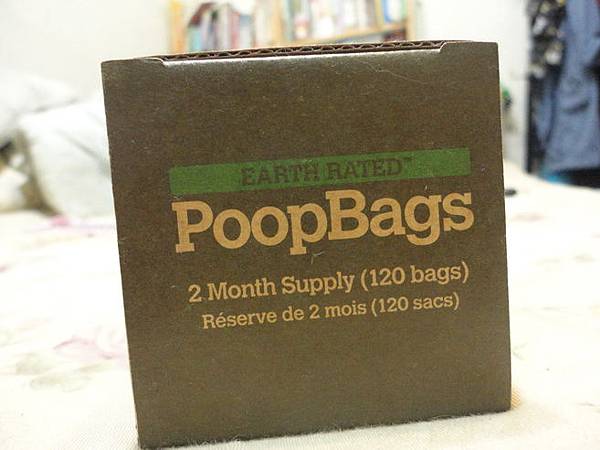 EARTH RATED™
PoopBags
2 Month Supply (120 bags)
Réserve de 2 mois (120 sacs)